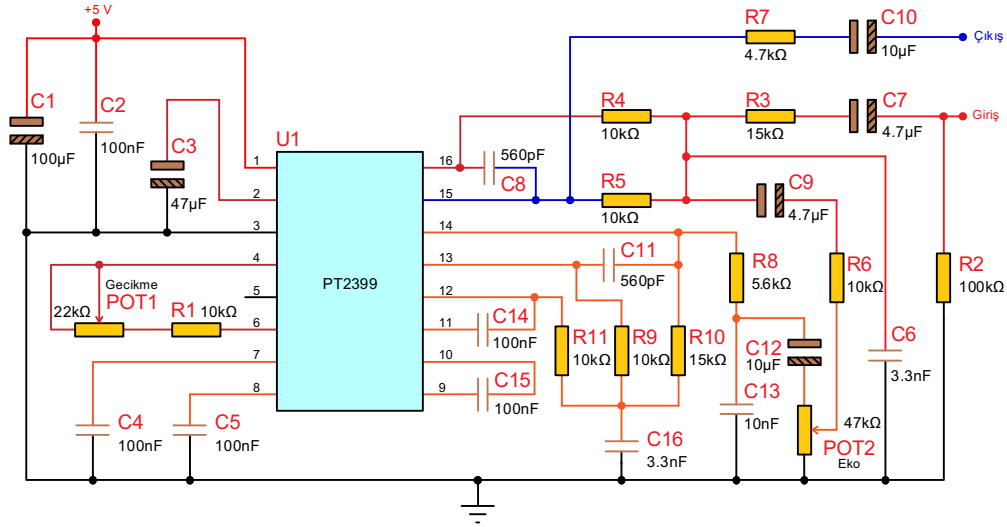 +5 V
R7
4.7kΩ
C10
10µF
Çıkış
C1
100µF
C2
100nF
C3
47µF
U1
R4
10kΩ
R3
15kΩ
C7
4.7µF
Giriş
560pF
C8
R5
10kΩ
C9
4.7µF
1
2
3
4
5
6
7
8
16
15
14
13
12
11
10
9
PT2399
Gecikme
POT1
22kΩ
R1
10kΩ
C11
560pF
R8
5.6kΩ
R6
10kΩ
R2
100kΩ
C14
100nF
R11
10kΩ
R9
10kΩ
R10
15kΩ
C12
10µF
C6
3.3nF
C15
100nF
C13
10nF
47kΩ
POT2
Eko
C4
100nF
C5
100nF
C16
3.3nF